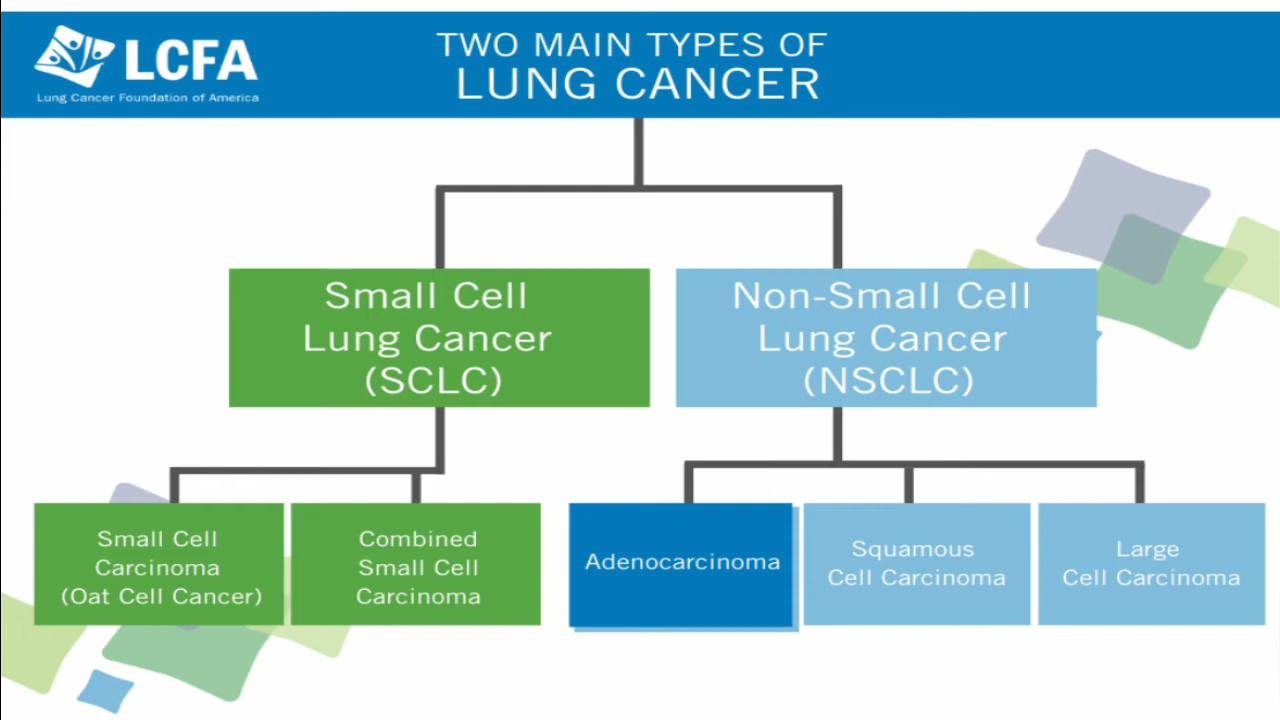 LCFA
Lung Cancer Foundation of America
TWO MAIN TYPES OF
LUNG CANCER
Small Cell
Lung Cancer
(SCLC)
Non-Small Cell
Lung Cancer
(NSCLC)
Small Cell
Carcinoma
(Oat Cell Cancer)
Combined
Small Cell
Carcinoma
Adenocarcinoma
Squamous
Cell Carcinoma
Large
Cell Carcinoma